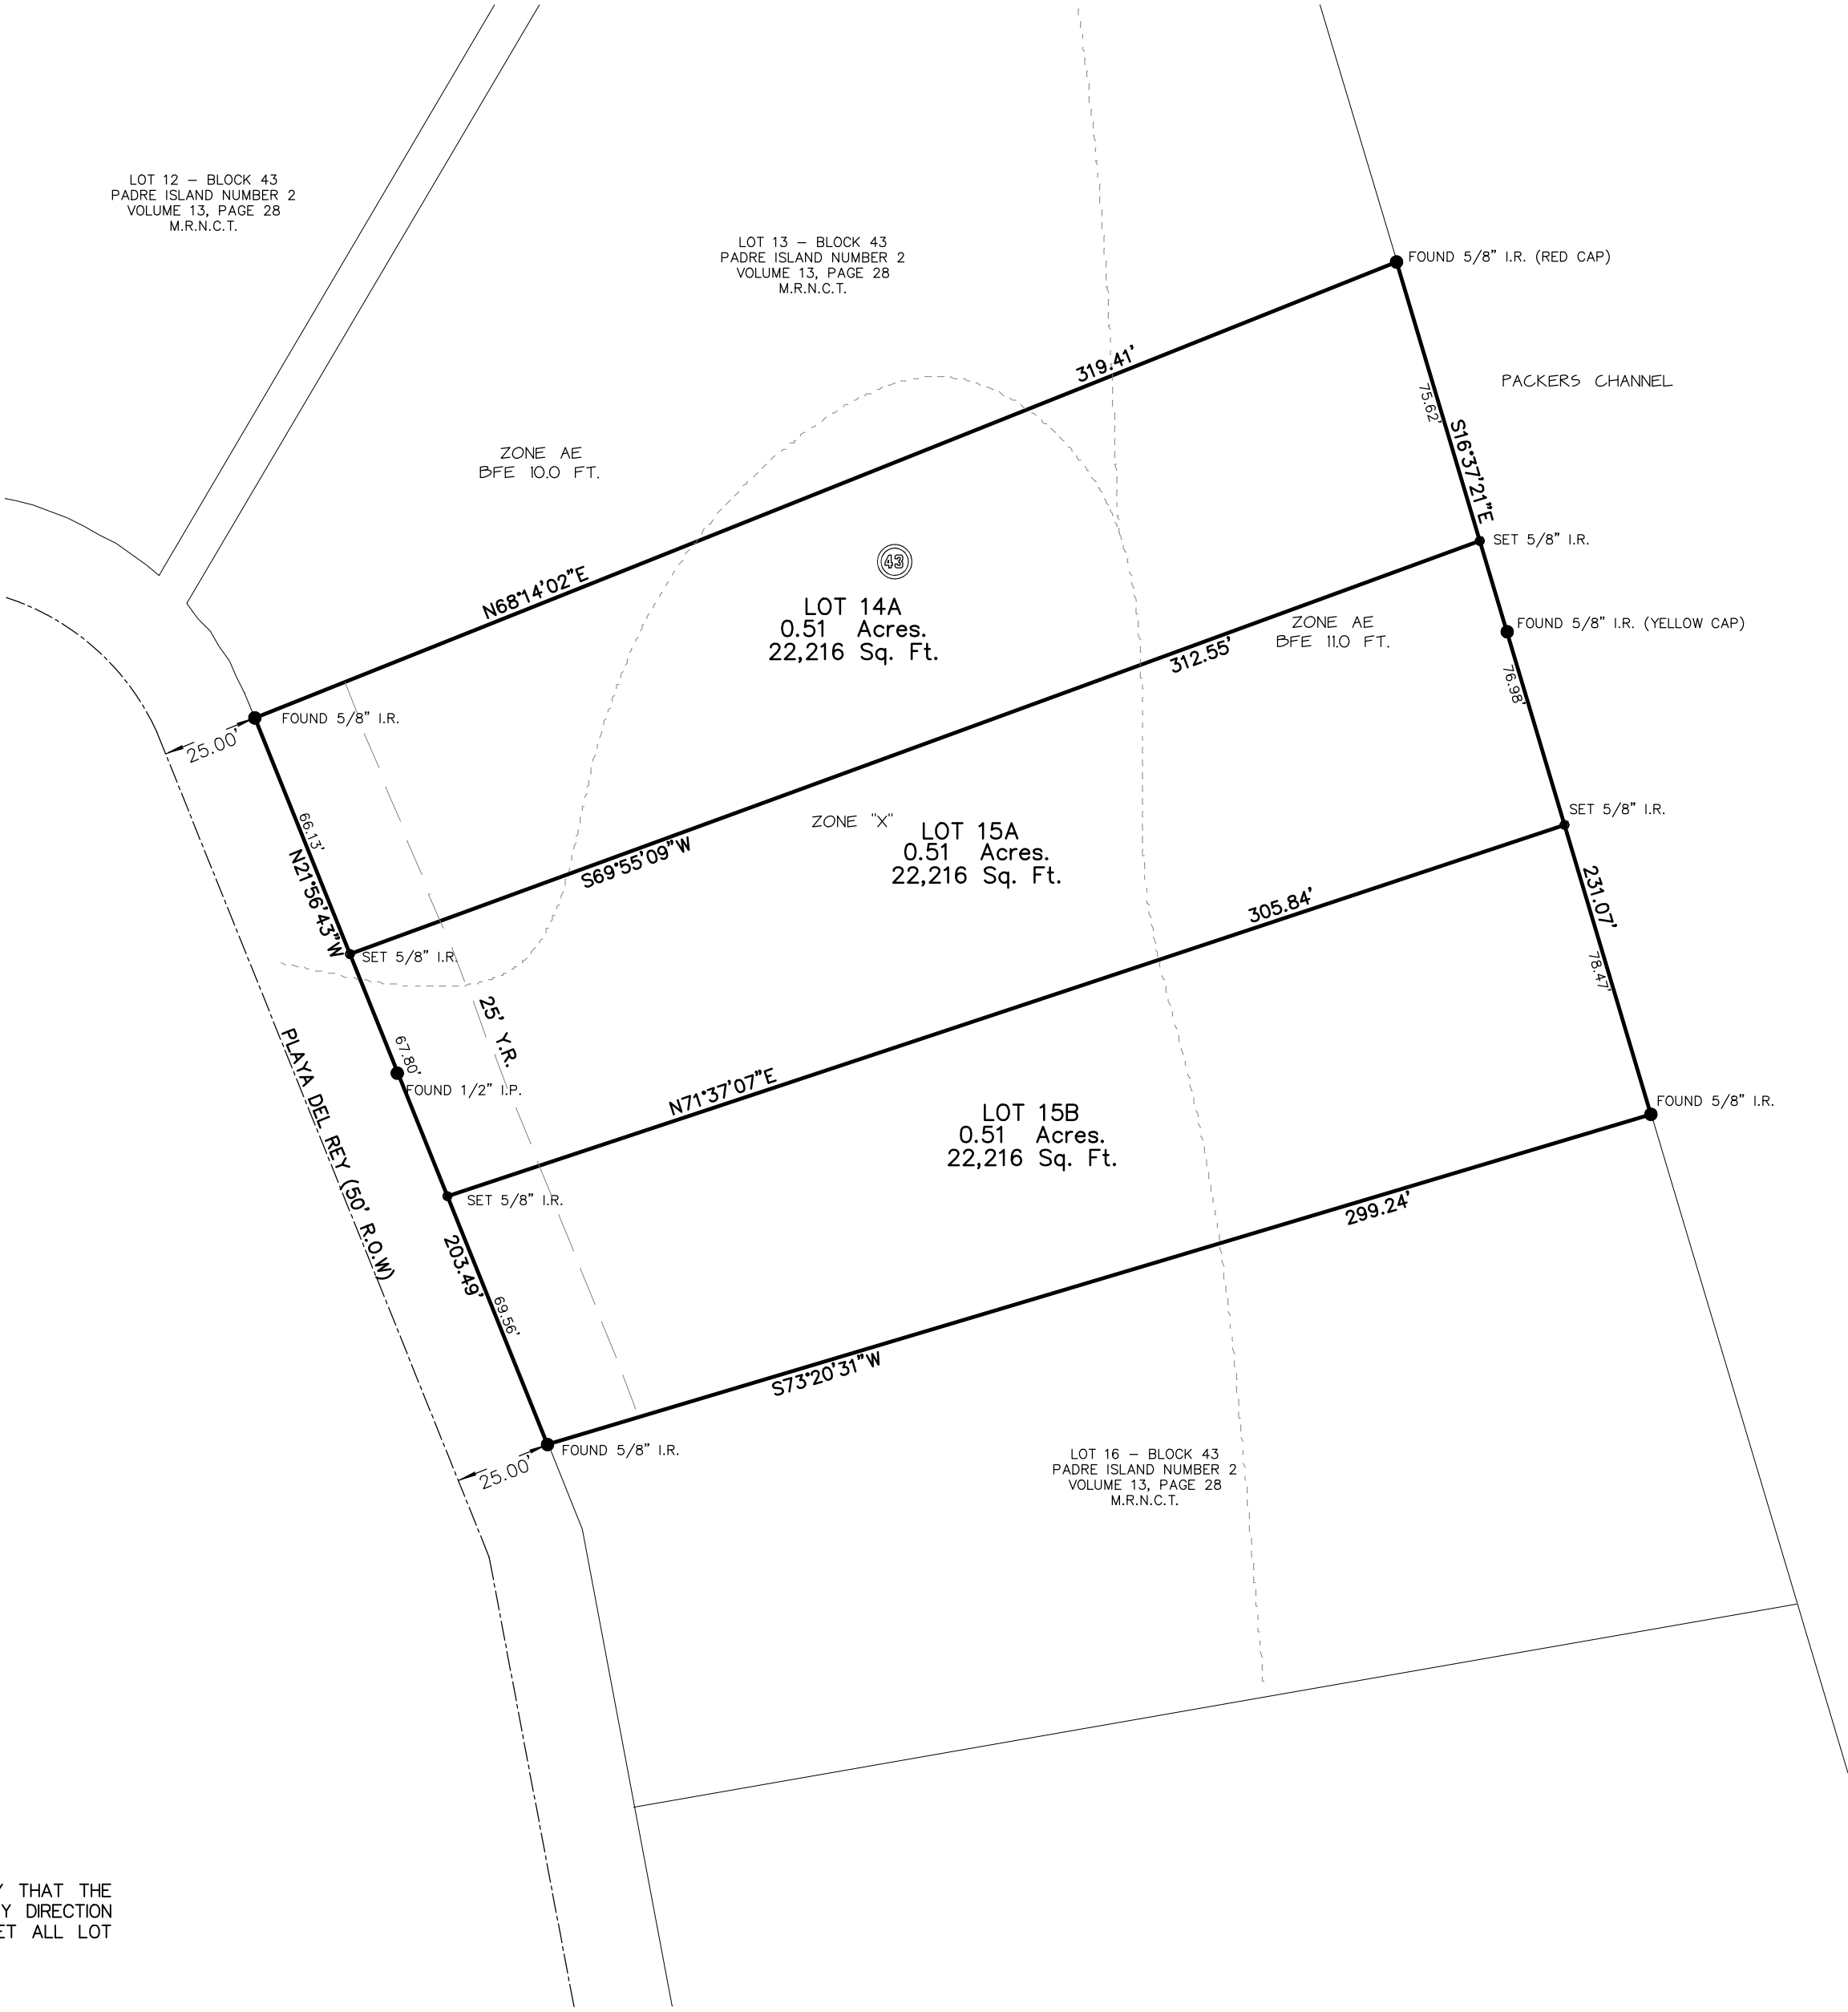 LOT 12 – BLOCK 43
PADRE ISLAND NUMBER 2
VOLUME 13, PAGE 28
M.R.N.C.T.
LOT 13 – BLOCK 43
PADRE ISLAND NUMBER 2
VOLUME 13, PAGE 28
M.R.N.C.T.
FOUND 5/8" I.R. (RED CAP)
319.41'
PACKERS CHANNEL
75.62'
S16°37'21"E
ZONE AE
BFE 10.0 FT.
SET 5/8" I.R.
43
N68°14'02"E
LOT 14A
0.51 Acres.
22,216 Sq. Ft.
ZONE AE
BFE 11.0 FT.
FOUND 5/8" I.R. (YELLOW CAP)
312.55'
76.98'
FOUND 5/8" I.R.
25.00'
66.13'
N21°56'43"W
ZONE "X"
LOT 15A
0.51 Acres.
22,216 Sq. Ft.
SET 5/8" I.R.
S69°55'09"W
305.84'
231.07'
78.47'
SET 5/8" I.R.
25' Y.R.
67.80'
FOUND 1/2" I.P.
N71°37'07"E
FOUND 5/8" I.R.
PLAYA DEL REY (50' R.O.W)
LOT 15B
0.51 Acres.
22,216 Sq. Ft.
SET 5/8" I.R.
203.49'
299.24'
69.56'
S73°20'31"W
FOUND 5/8" I.R.
25.00'
LOT 16 – BLOCK 43
PADRE ISLAND NUMBER 2
VOLUME 13, PAGE 28
M.R.N.C.T.
THAT THE
Y DIRECTION
ET ALL LOT